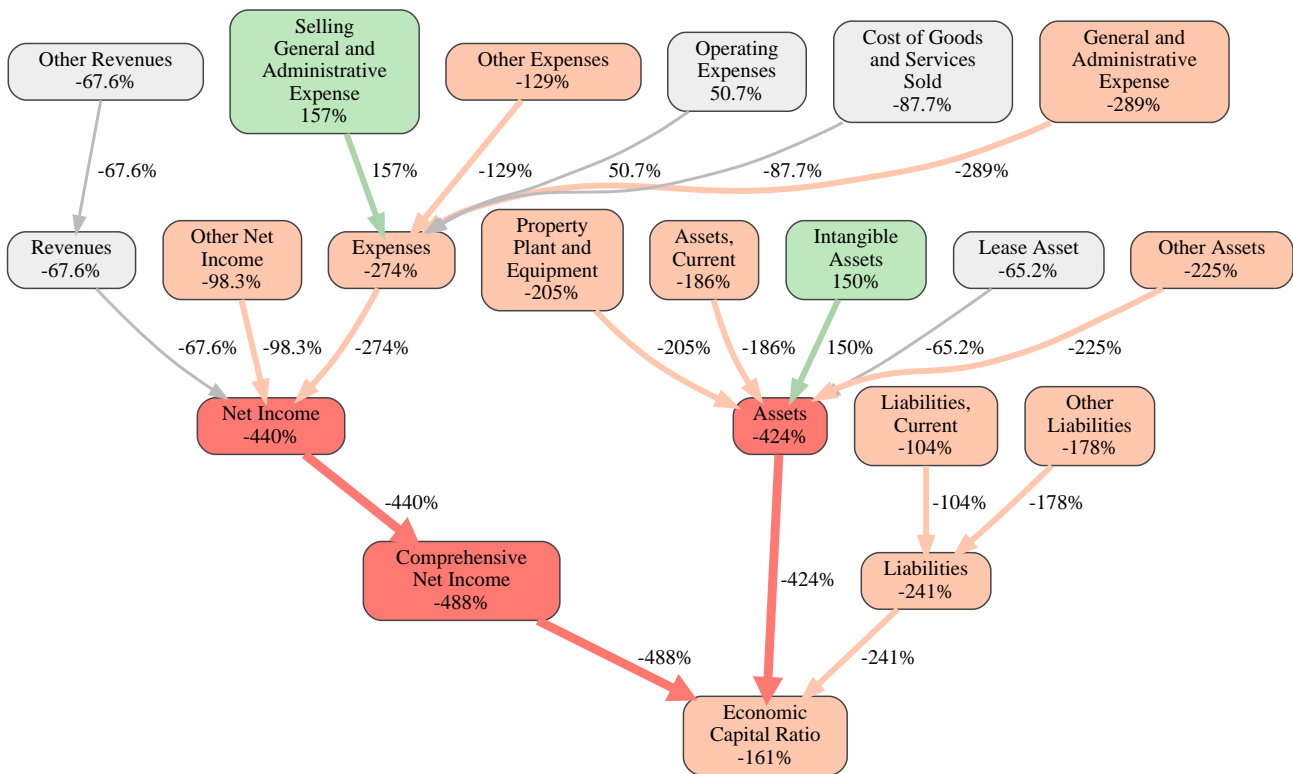 Other Revenues
-67.6%
Selling
General and
Administrative
Expense
157%
Other Expenses
-129%
Operating
Expenses
50.7%
Cost of Goods
and Services
Sold
-87.7%
General and
Administrative
Expense
-289%
-67.6%
157%
-129%
50.7%
-87.7%
-289%
Revenues
-67.6%
Other Net
Income
-98.3%
Expenses
-274%
Property
Plant and
Equipment
-205%
Assets,
Current
-186%
Intangible
Assets
150%
Lease Asset
-65.2%
Other Assets
-225%
-67.6%
-98.3%
-274%
-205%
-186%
150%
-65.2%
-225%
Net Income
-440%
Assets
-424%
Liabilities,
Current
-104%
Other
Liabilities
-178%
-440%
-104%
-178%
Comprehensive
Net Income
-488%
-424%
Liabilities
-241%
-488%
-241%
Economic
Capital Ratio
-161%